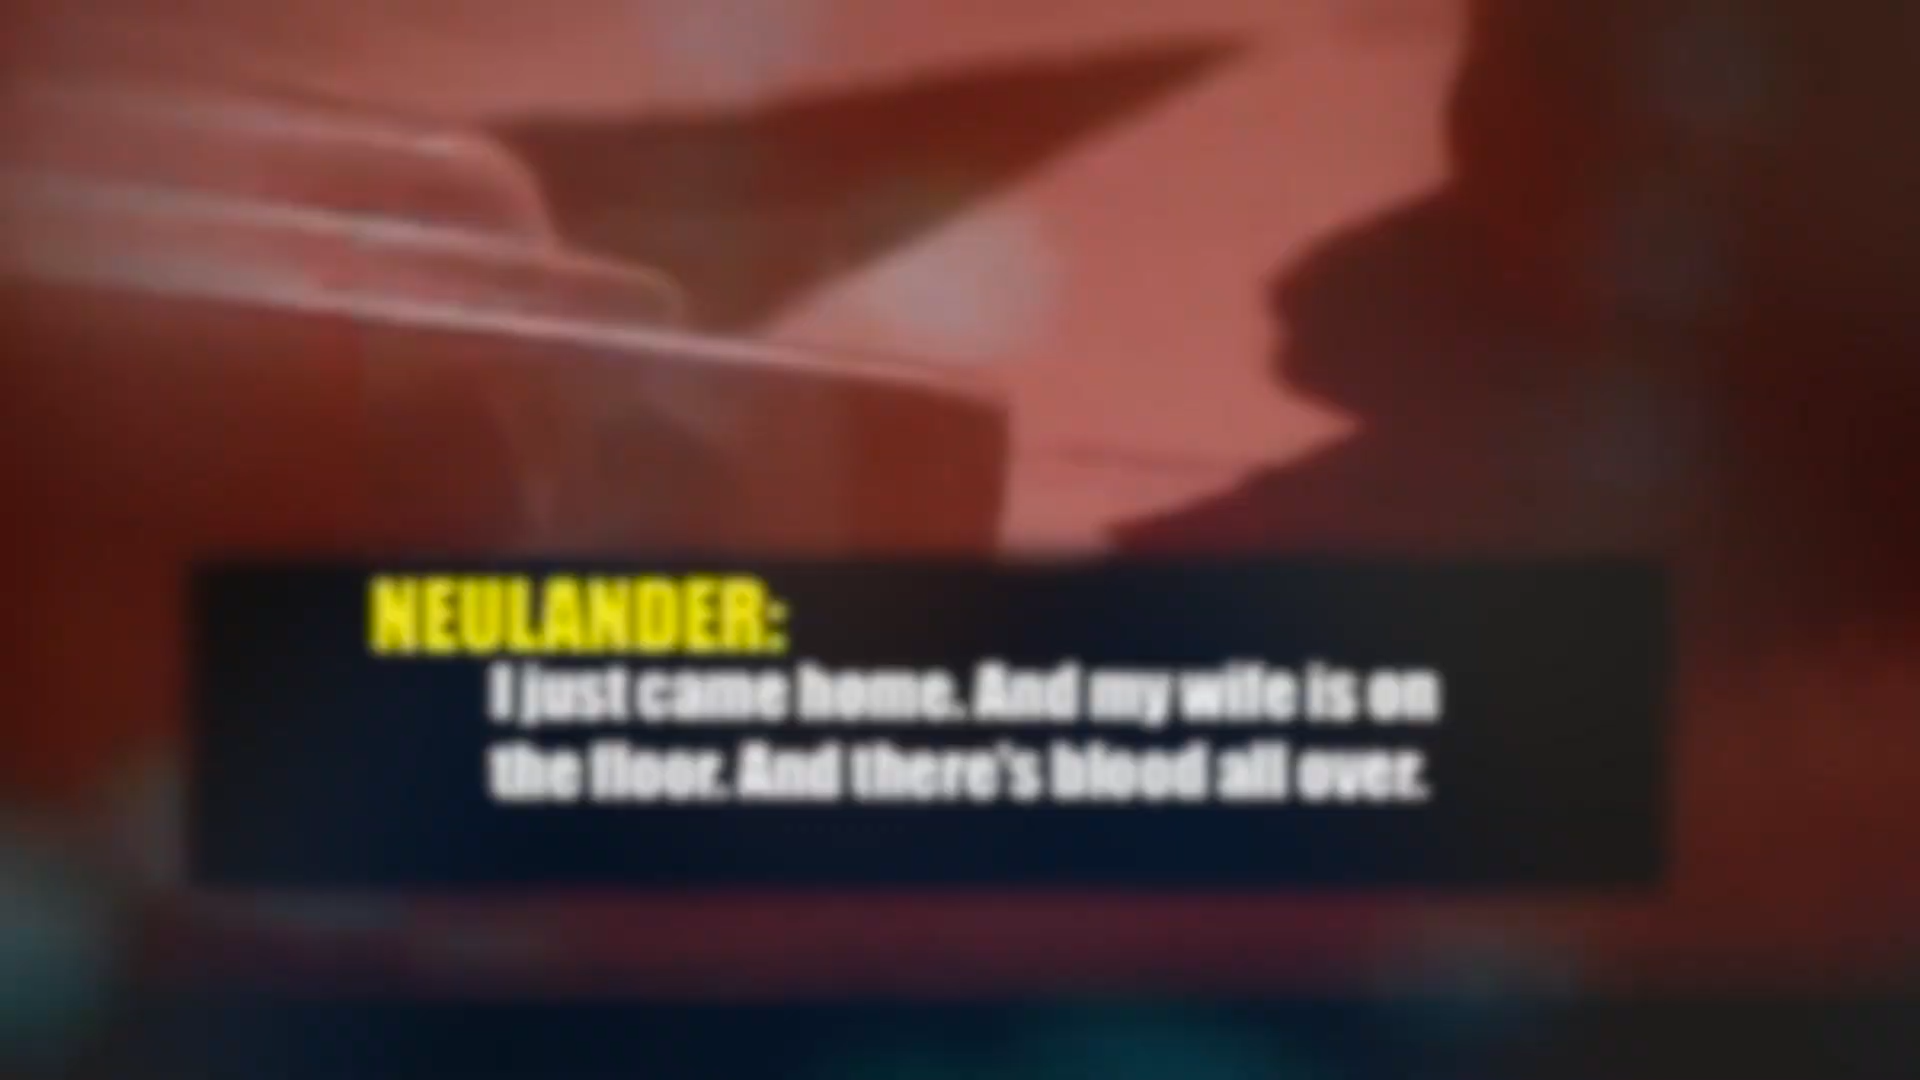 NEULANDER:
I just came home. And my wife is on
the floor. And there's blood all over.